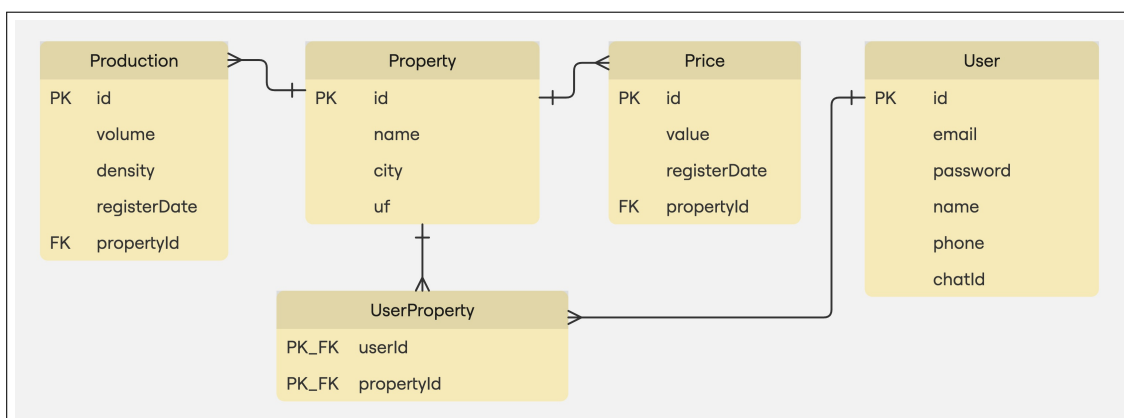 Production
PK id
volume
density
registerDate
FK propertyId
Property
PK id
name
city
uf
Price
PK id
value
registerDate
FK propertyId
User
PK id
email
password
name
phone
chatId
UserProperty
PK_FK userId
PK_FK propertyId